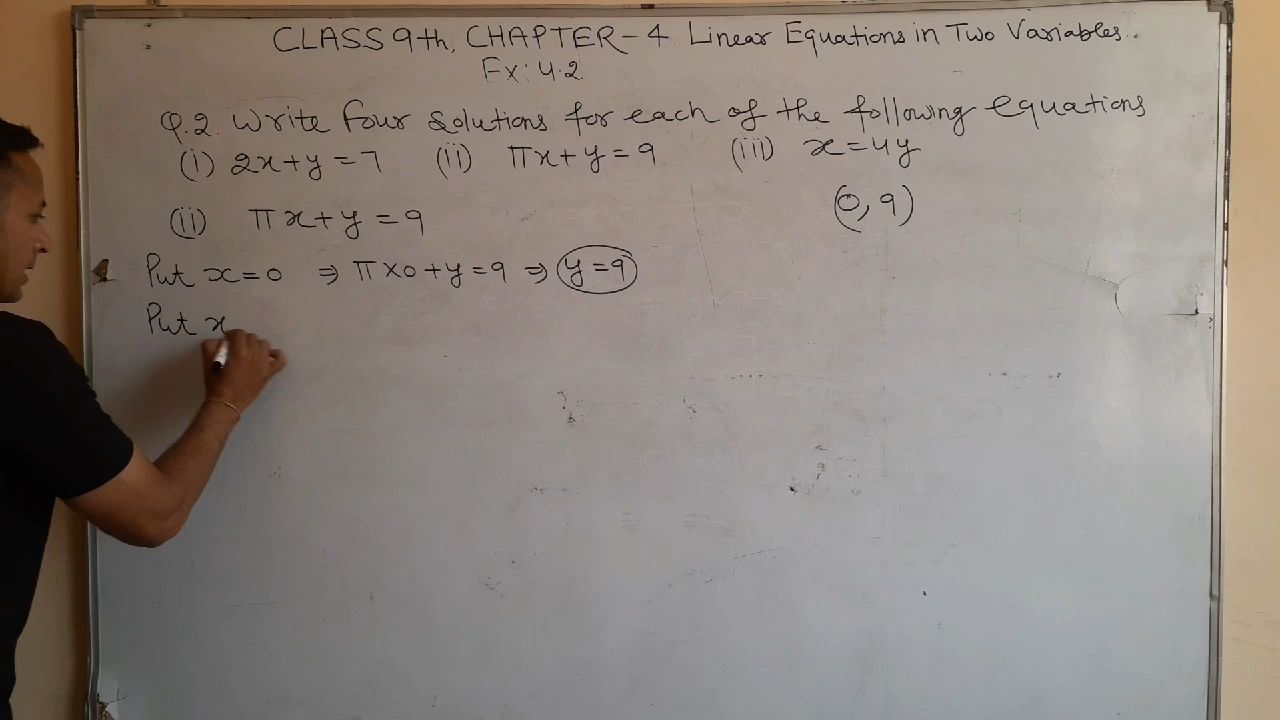 CLASS 9th, CHAPTER-4 Linear Equations in Two Variables.
Ex: 4.2.
Q.2. Write four solutions for each of the following equations
(i) 2x+y=7 (ii) πx+y=9 (iii) x=4y
(ii) πx+y=9 (0, 9)
Put x=0 ⇒ π×0+y=9 ⇒ y=9
Put x